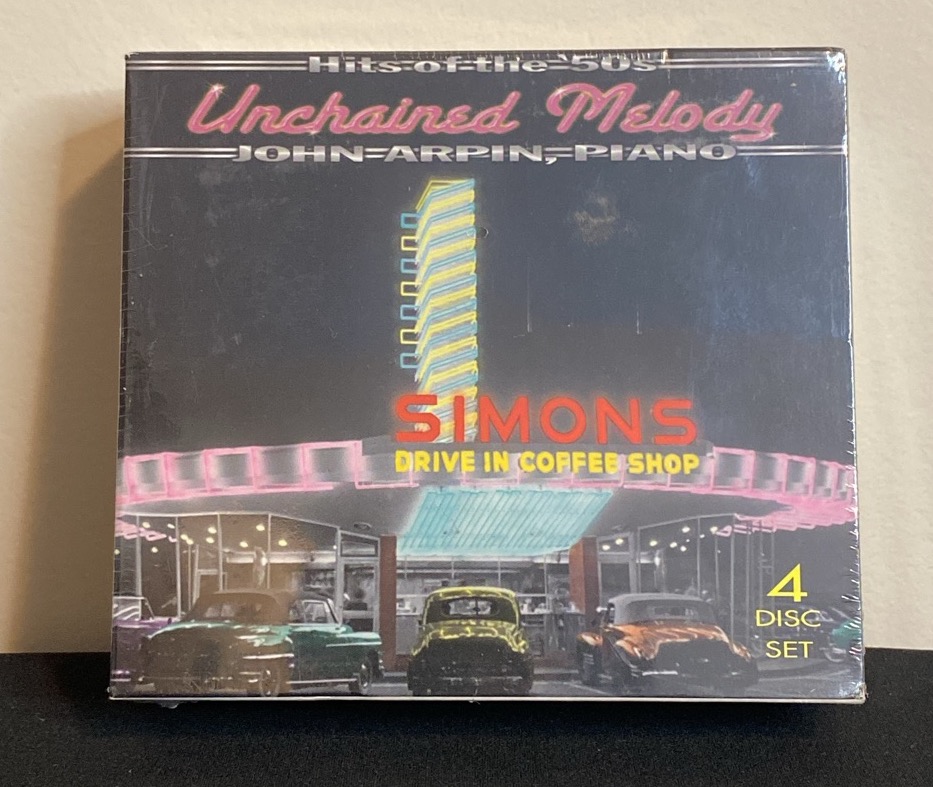 Hits of the '50s
Unchained Melody
JOHN ARPIN, PIANO
SIMONS
DRIVE IN COFFEE SHOP
4
DISC
SET